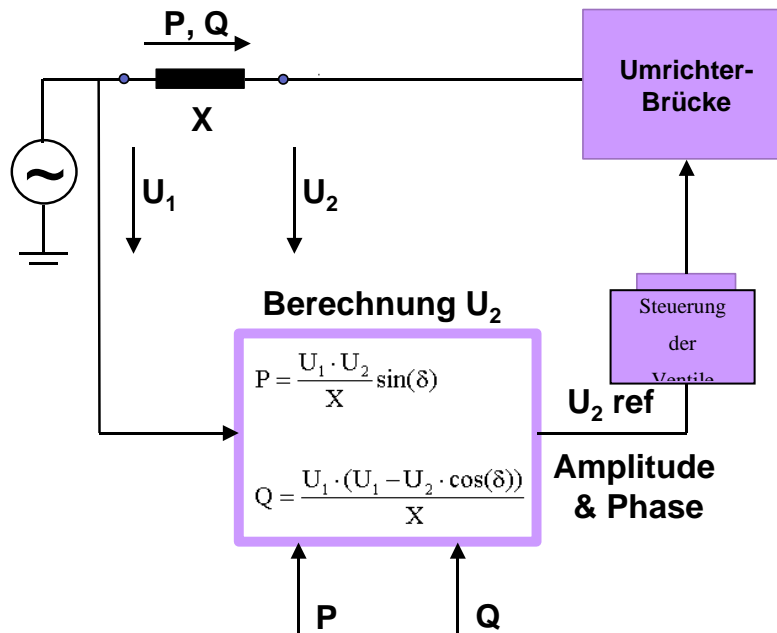 P, Q
Umrichter-
Brücke
X
~
U₁
U₂
Berechnung U₂
Steuerung
der
Ventile
P = U₁ · U₂ / X sin(δ)
U₂ ref
Q = U₁ · (U₁ − U₂ · cos(δ)) / X
Amplitude
& Phase
P
Q